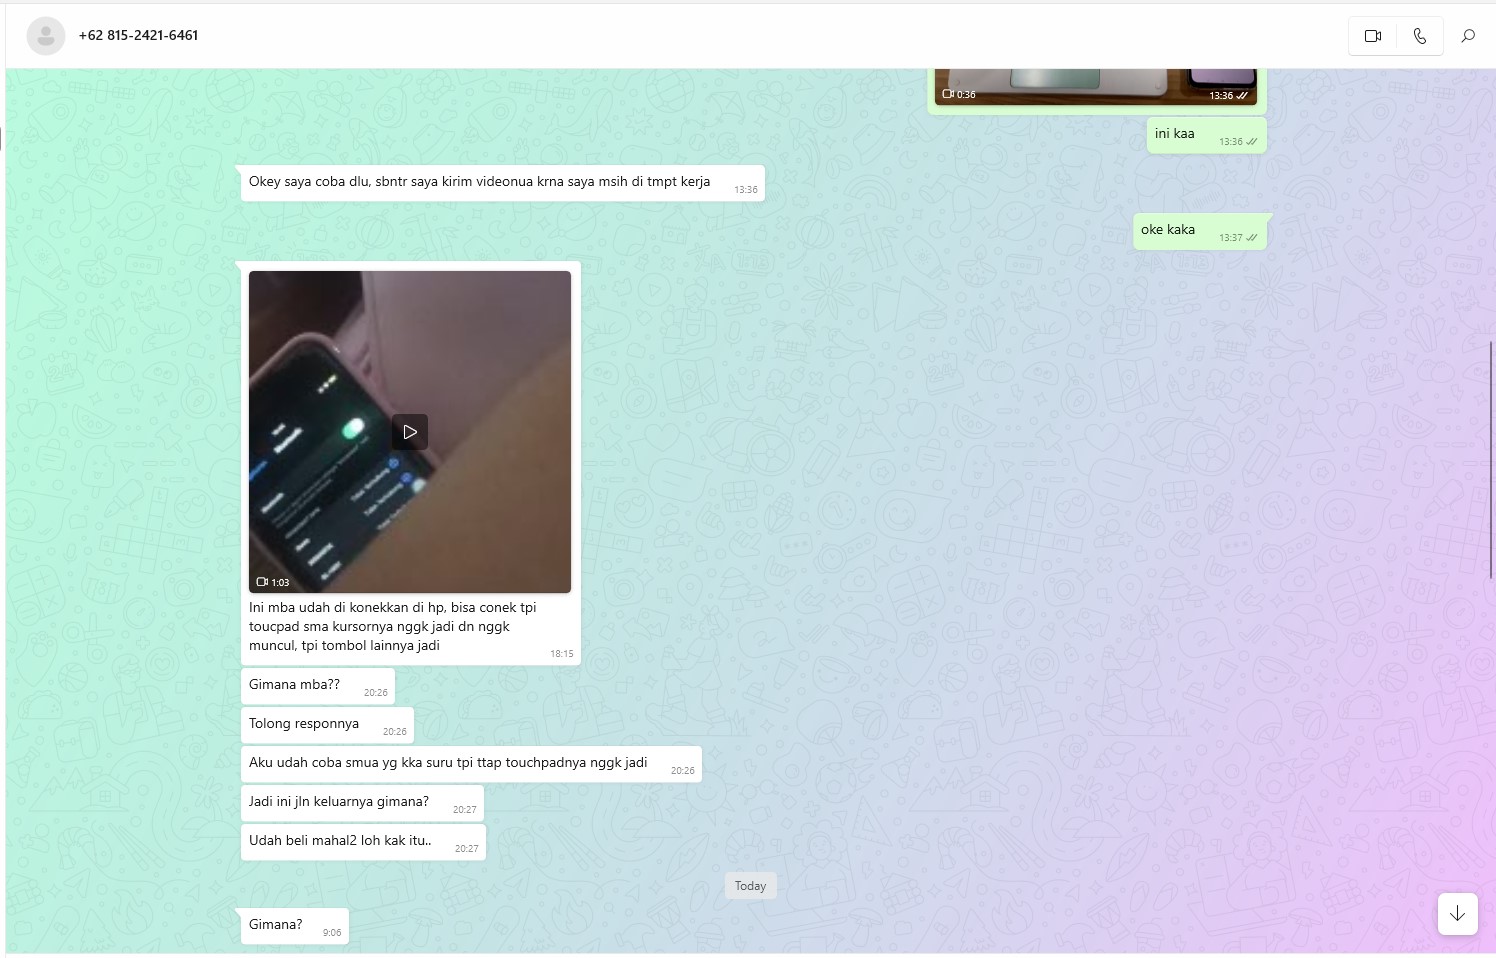 +62 815-2421-6461
0:36
13:36
ini kaa
13:36
Okey saya coba dlu, sbntr saya kirim videonua krna saya msih di tmpt kerja
13:36
oke kaka
13:37
1:03
Ini mba udah di konekkan di hp, bisa conek tpi
toucpad sma kursornya nggk jadi dn nggk
muncul, tpi tombol lainnya jadi
18:15
Gimana mba??
20:26
Tolong responnya
20:26
Aku udah coba smua yg kka suru tpi ttap touchpadnya nggk jadi
20:26
Jadi ini jln keluarnya gimana?
20:27
Udah beli mahal2 loh kak itu..
20:27
Today
Gimana?
9:06